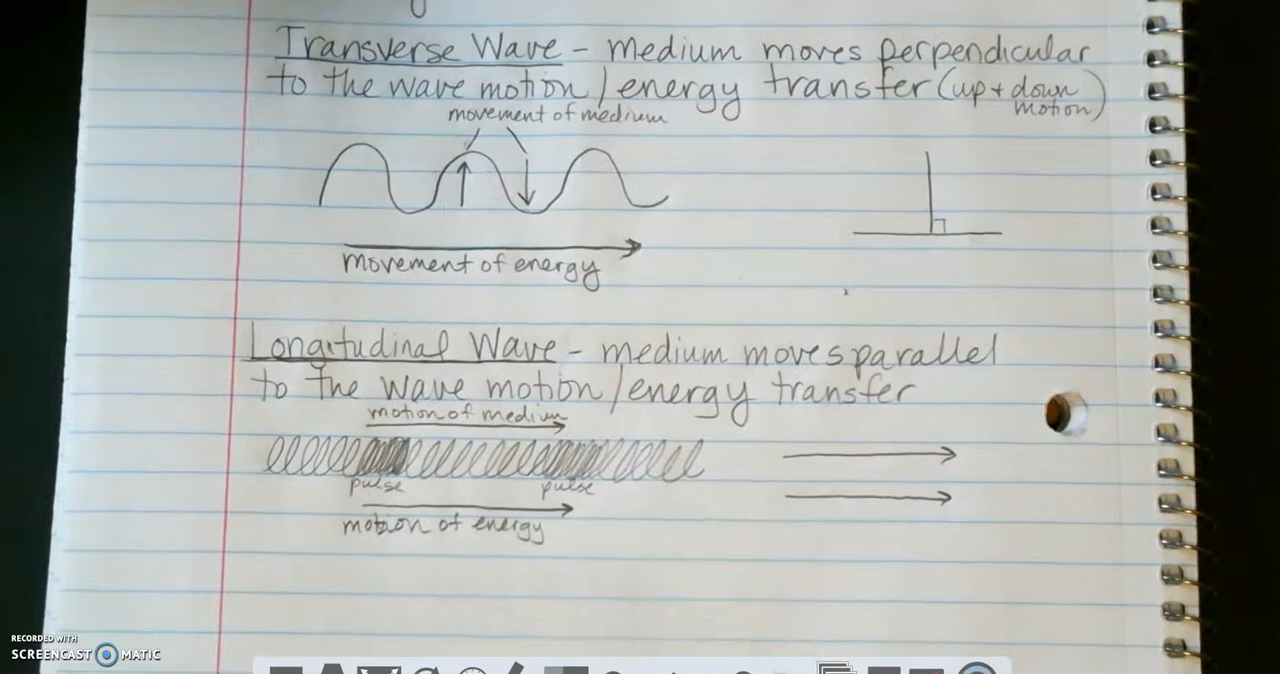 Transverse Wave - medium moves perpendicular
to the wave motion/energy transfer (up + down
motion)
movement of medium
movement of energy
Longitudinal Wave - medium moves parallel
to the wave motion/energy transfer
motion of medium
pulse pulse
motion of energy
RECORDED WITH
SCREENCAST MATIC